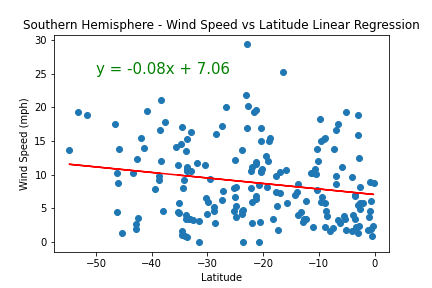 Southern Hemisphere - Wind Speed vs Latitude Linear Regression
30
y = -0.08x + 7.06
25
20
15
10
5
0
Wind Speed (mph)
−50 −40 −30 −20 −10 0
Latitude